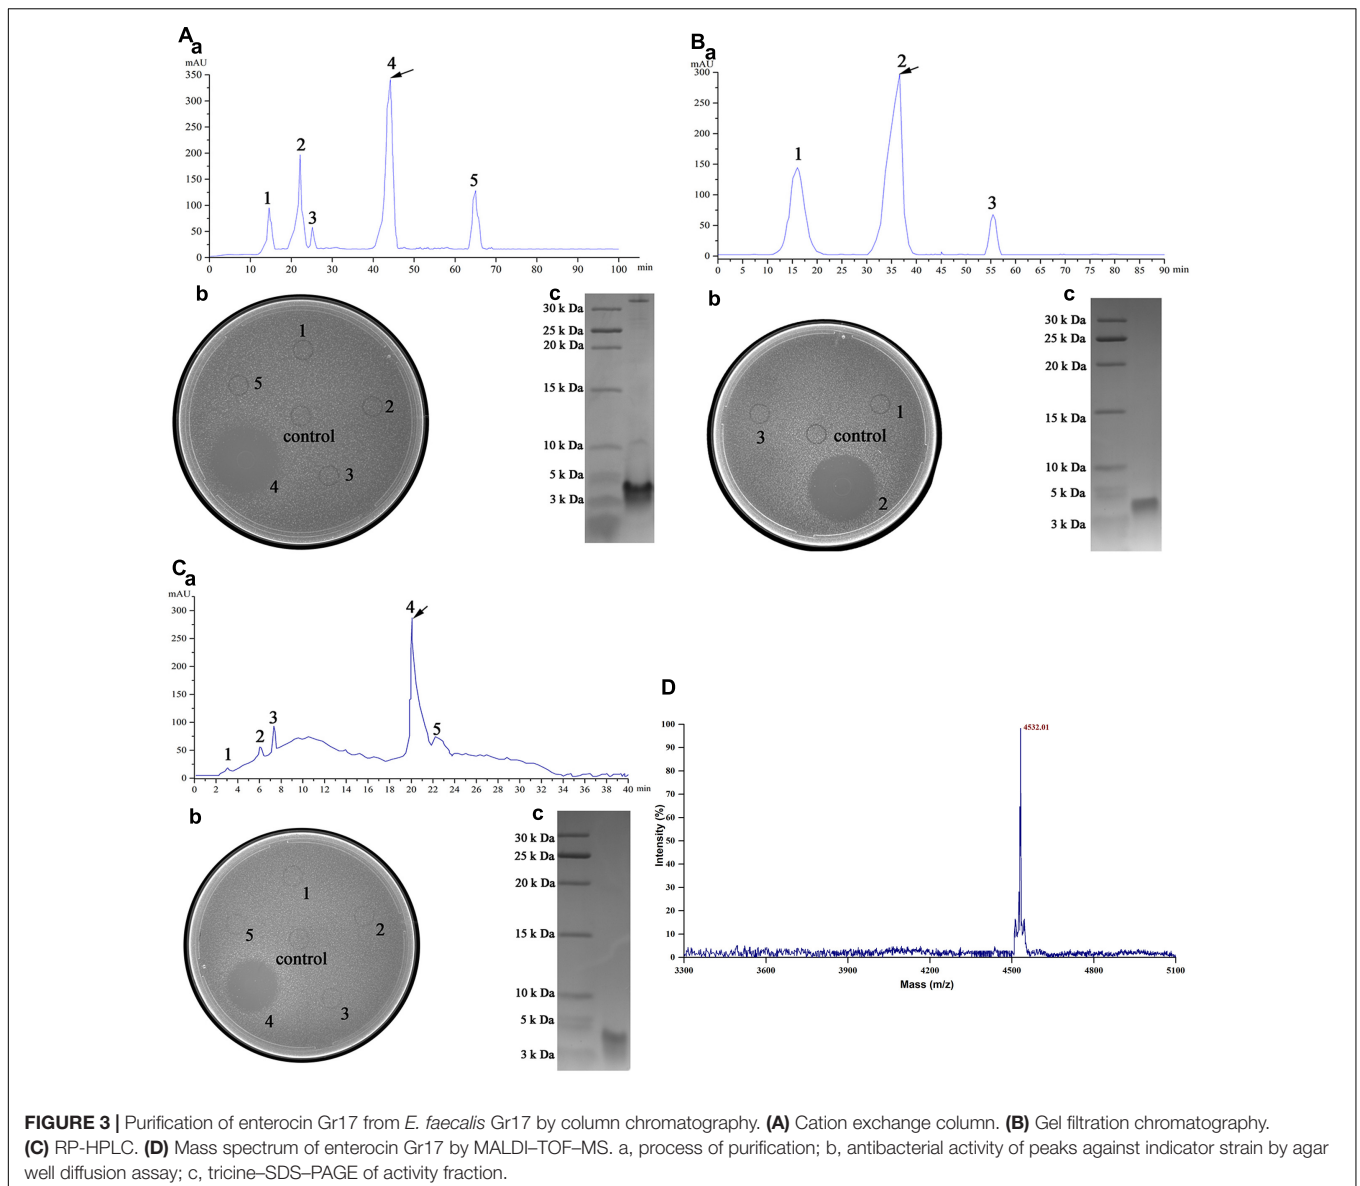 A
a
mAU
4
350
300
250
200
150
100
50
0
1
2
3
5
0 10 20 30 40 50 60 70 80 90 100 min
b
1
5
2
control
3
4
c
30 k Da
25 k Da
20 k Da
15 k Da
10 k Da
5 k Da
3 k Da
B
a
mAU
2
300
250
200
150
100
50
0
1
3
0 5 10 15 20 25 30 35 40 45 50 55 60 65 70 75 80 85 90 min
b
1
3
control
2
c
30 k Da
25 k Da
20 k Da
15 k Da
10 k Da
5 k Da
3 k Da
C
a
mAU
4
300
250
200
150
100
50
0
1
2
3
5
0 2 4 6 8 10 12 14 16 18 20 22 24 26 28 30 32 34 36 38 40 min
b
1
2
5
control
3
4
c
30 k Da
25 k Da
20 k Da
15 k Da
10 k Da
5 k Da
3 k Da
D
4532.01
100
90
80
70
60
50
40
30
20
10
0
Intensity (%)
3300 3600 3900 4200 4500 4800 5100
Mass (m/z)
FIGURE 3 | Purification of enterocin Gr17 from E. faecalis Gr17 by column chromatography. (A) Cation exchange column. (B) Gel filtration chromatography.
(C) RP-HPLC. (D) Mass spectrum of enterocin Gr17 by MALDI–TOF–MS. a, process of purification; b, antibacterial activity of peaks against indicator strain by agar
well diffusion assay; c, tricine–SDS–PAGE of activity fraction.